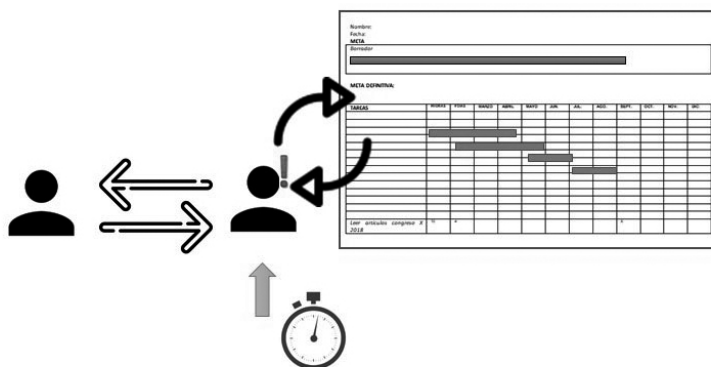 Nombre:
Fecha:
META
Borrador
META DEFINITIVA:
TAREAS HORAS FEBR. MARZO ABRIL MAYO JUN. JUL. AGO. SEPT. OCT. NOV. DIC
Leer artículos congreso X
2018